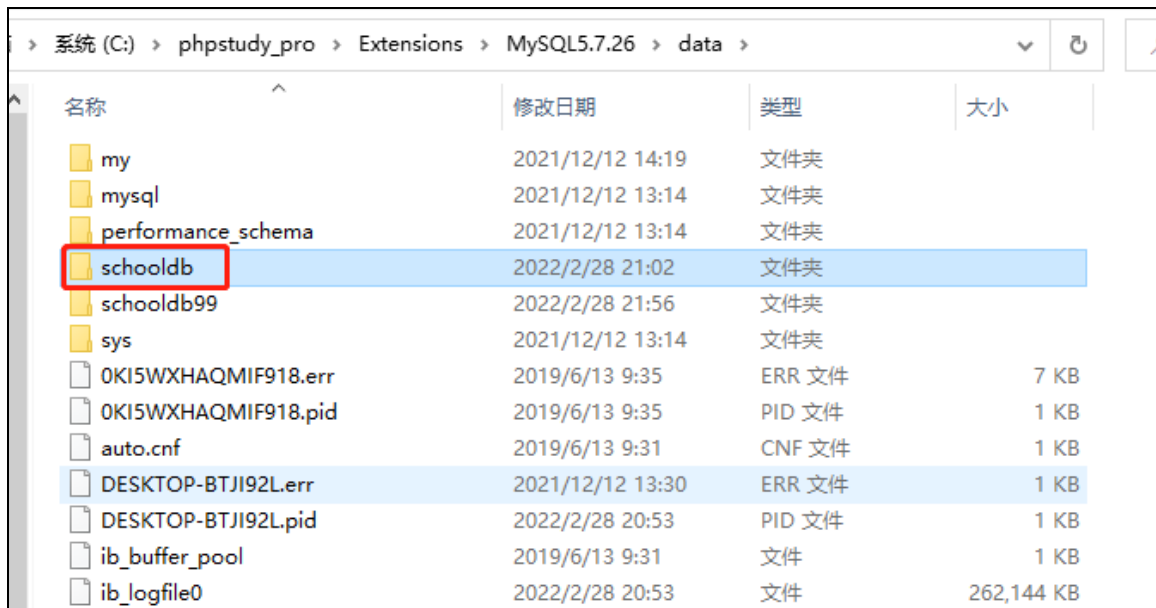 系统 (C:) › phpstudy_pro › Extensions › MySQL5.7.26 › data ›
名称 修改日期 类型 大小
my 2021/12/12 14:19 文件夹
mysql 2021/12/12 13:14 文件夹
performance_schema 2021/12/12 13:14 文件夹
schooldb 2022/2/28 21:02 文件夹
schooldb99 2022/2/28 21:56 文件夹
sys 2021/12/12 13:14 文件夹
0KI5WXHAQMIF918.err 2019/6/13 9:35 ERR 文件 7 KB
0KI5WXHAQMIF918.pid 2019/6/13 9:35 PID 文件 1 KB
auto.cnf 2019/6/13 9:31 CNF 文件 1 KB
DESKTOP-BTJI92L.err 2021/12/12 13:30 ERR 文件 1 KB
DESKTOP-BTJI92L.pid 2022/2/28 20:53 PID 文件 1 KB
ib_buffer_pool 2019/6/13 9:31 文件 1 KB
ib_logfile0 2022/2/28 20:53 文件 262,144 KB